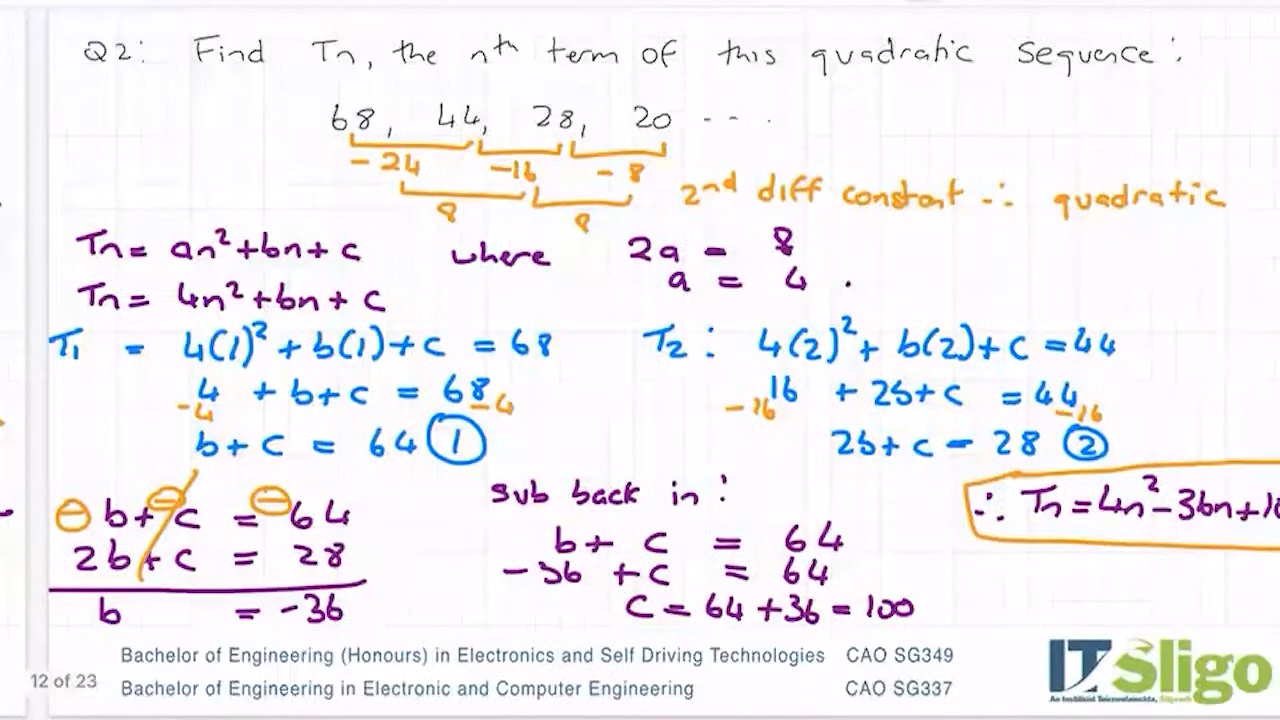 Q2: Find Tn, the nth term of this quadratic sequence:
68, 44, 28, 20 ....
-24 -16 -8
8 8
2nd diff constant ∴ quadratic
Tn = an²+bn+c where 2a = 8
a = 4.
Tn = 4n²+bn+c
T1 = 4(1)²+b(1)+c = 68
4 + b+c = 68
-4 -4
b+c = 64 ①
T2: 4(2)²+b(2)+c = 44
16 + 2b+c = 44
-16 -16
2b+c = 28 ②
⊖b+⊖c = ⊖64
2b+c = 28
b = -36
sub back in:
b+c = 64
-36+c = 64
c = 64+36 = 100
∴ Tn = 4n²-36n+10
Bachelor of Engineering (Honours) in Electronics and Self Driving Technologies CAO SG349
12 of 23
Bachelor of Engineering in Electronic and Computer Engineering CAO SG337
IT Sligo